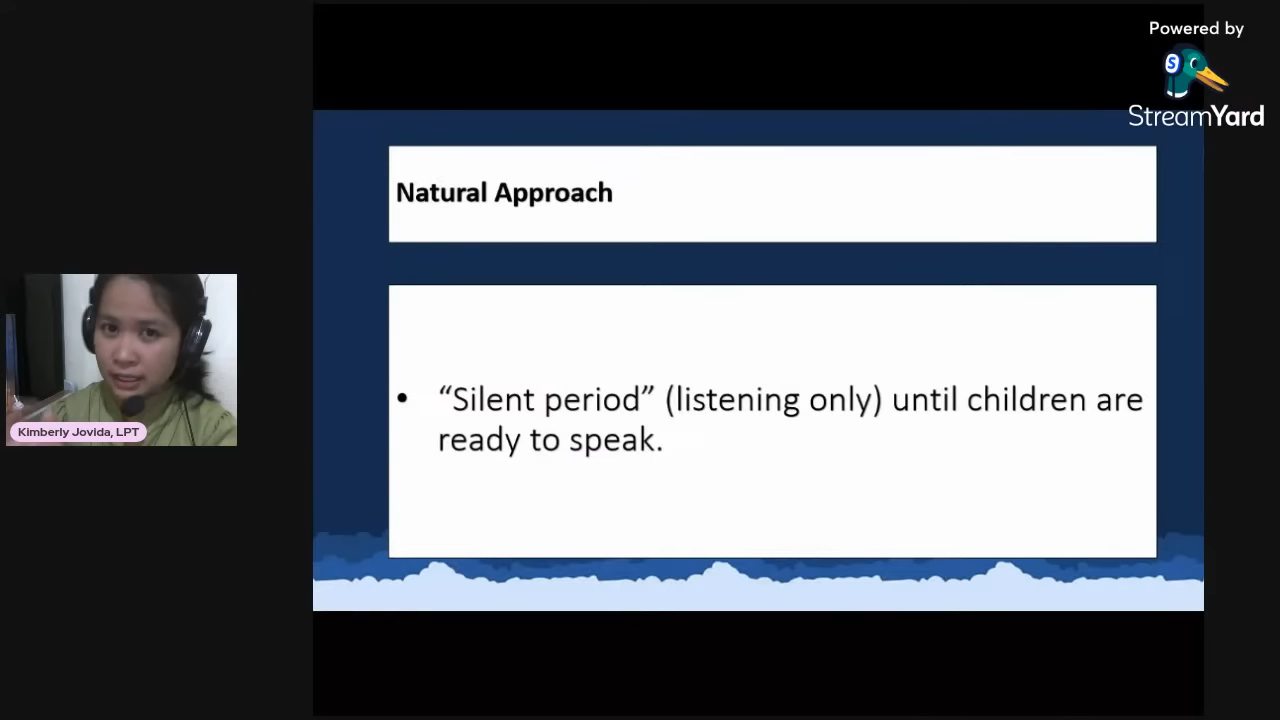 Powered by
S
StreamYard
Natural Approach
• “Silent period” (listening only) until children are
ready to speak.
Kimberly Jovida, LPT